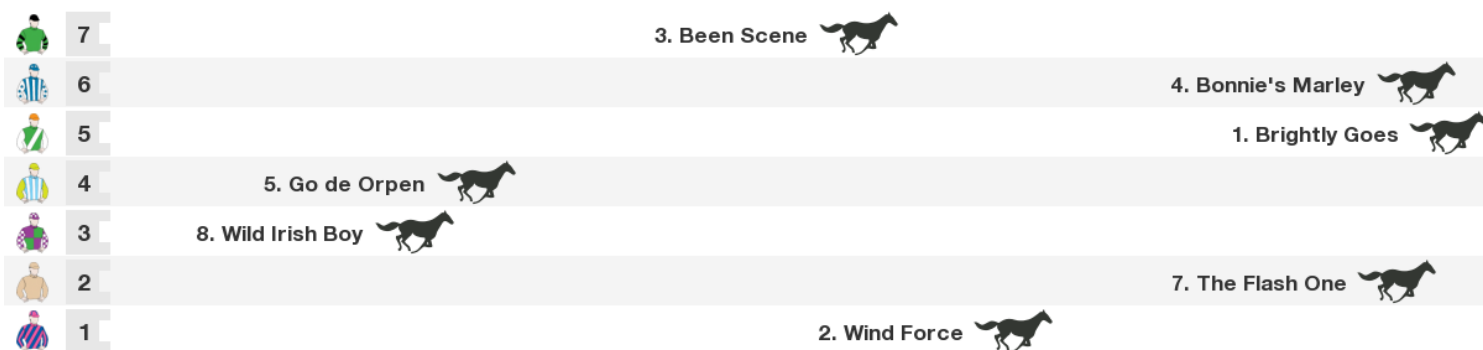 7 3. Been Scene
6 4. Bonnie's Marley
5 1. Brightly Goes
4 5. Go de Orpen
3 8. Wild Irish Boy
2 7. The Flash One
1 2. Wind Force